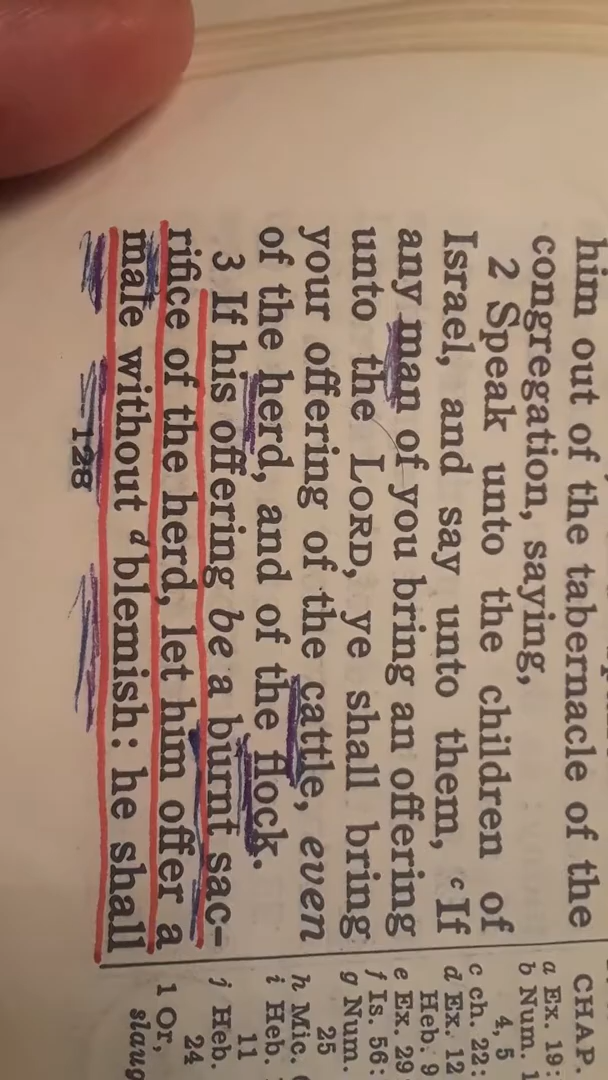 him out of the tabernacle of the
congregation, saying,
2 Speak unto the children of
Israel, and say unto them, c If
any man of you bring an offering
unto the LORD, ye shall bring
your offering of the cattle, even
of the herd, and of the flock.
3 If his offering be a burnt sac-
rifice of the herd, let him offer a
male without d blemish: he shall
128
CHAP.
a Ex. 19:
b Num. 1
4, 5
c ch. 22:
d Ex. 12
Heb. 9
e Ex. 29
f Is. 56:
g Num.
25
h Mic.
i Heb.
11
j Heb.
24
1 Or,
slaug